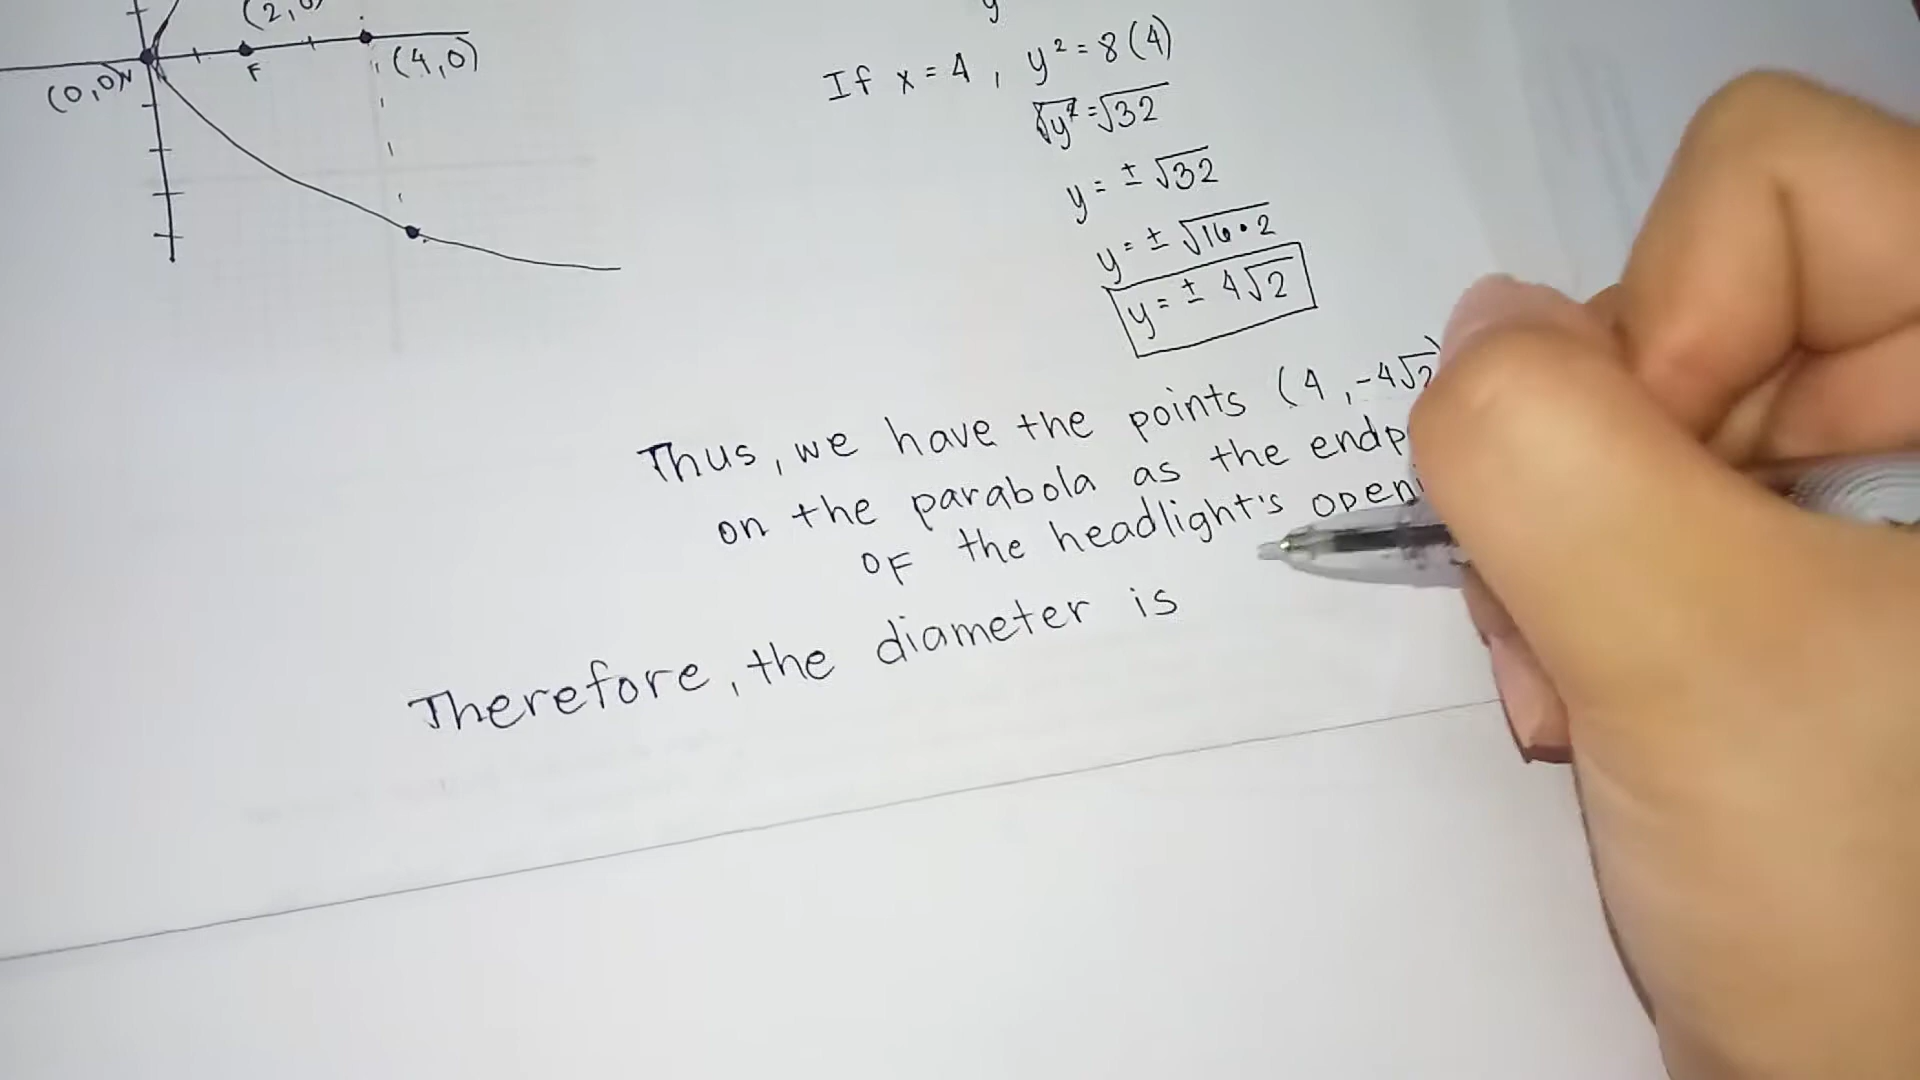 (2,0)
F
(4,0)
(0,0)V
y
If x = 4 , y² = 8(4)
√y² = √32
y = ± √32
y = ± √16 • 2
y = ± 4√2
Thus, we have the points (4, -4√2)
on the parabola as the
of the headlight's
Therefore, the diameter is